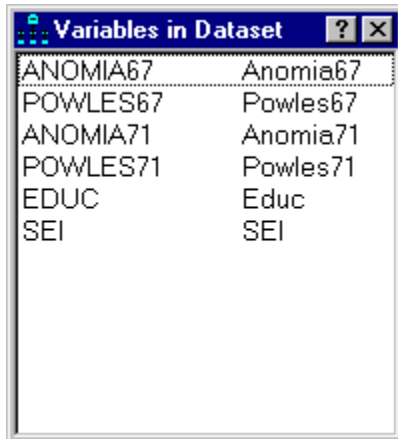 Variables in Dataset ? ×
ANOMIA67 Anomia67
POWLES67 Powles67
ANOMIA71 Anomia71
POWLES71 Powles71
EDUC Educ
SEI SEI